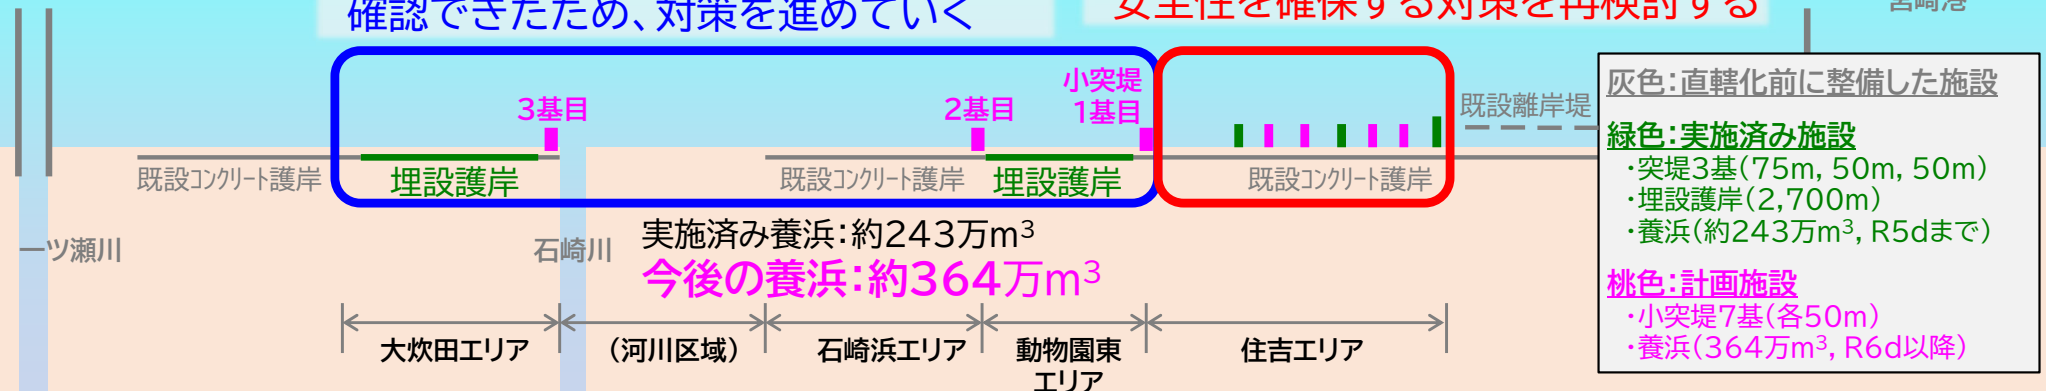 確認できたため、対策を進めていく
安全性を確保する対策を再検討する
宮崎港
小突堤
3基目
2基目
1基目
既設離岸堤
既設コンクリート護岸
埋設護岸
既設コンクリート護岸
埋設護岸
既設コンクリート護岸
一ツ瀬川
石崎川
実施済み養浜：約243万m³
今後の養浜：約364万m³
大炊田エリア
（河川区域）
石崎浜エリア
動物園東
エリア
住吉エリア
灰色：直轄化前に整備した施設
緑色：実施済み施設
・突堤3基(75m, 50m, 50m)
・埋設護岸(2,700m)
・養浜(約243万m³, R5dまで)
桃色：計画施設
・小突堤7基(各50m)
・養浜(364万m³, R6d以降)